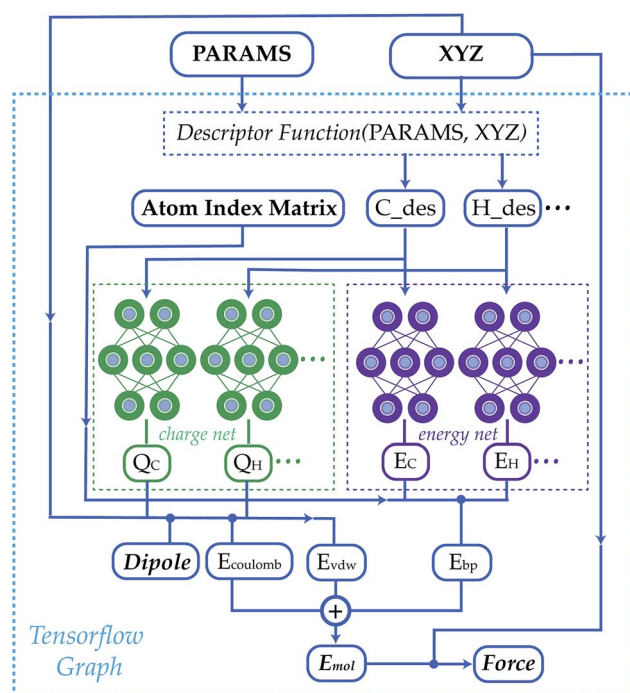 PARAMS
XYZ
Descriptor Function(PARAMS, XYZ)
Atom Index Matrix
C_des
H_des
...
...
...
charge net
energy net
QC
QH
...
EC
EH
...
Dipole
Ecoulomb
Evdw
Ebp
+
Tensorflow
Graph
Emol
Force